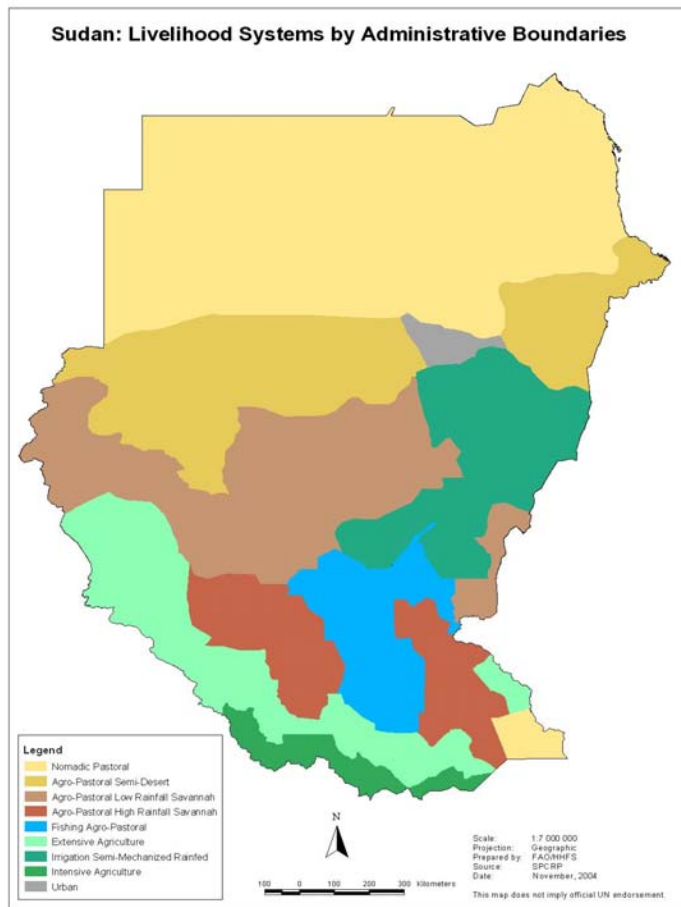 Sudan: Livelihood Systems by Administrative Boundaries
Legend
Nomadic Pastoral
Agro-Pastoral Semi-Desert
Agro-Pastoral Low Rainfall Savannah
Agro-Pastoral High Rainfall Savannah
Fishing Agro-Pastoral
Extensive Agriculture
Irrigation Semi-Mechanized Rainfed
Intensive Agriculture
Urban
N
100 0 100 200 300 kilometers
Scale: 1:7 000 000
Projection: Geographic
Prepared by: FAO/HHFS
Source: SPCRP
Date: November, 2004
This map does not imply official UN endorsement.